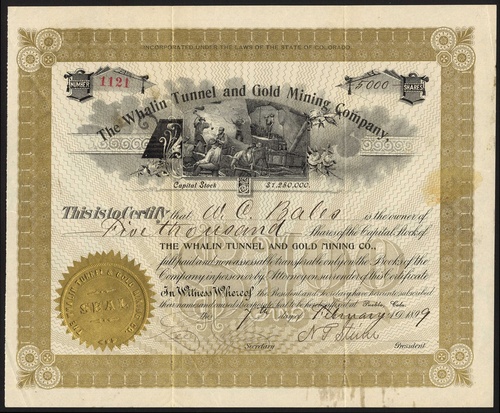 INCORPORATED UNDER THE LAWS OF THE STATE OF COLORADO.
NUMBER 1121
5000 SHARES
The Whalin Tunnel and Gold Mining Company
Capital Stock $1,250,000.
This is to Certify that W. C. Bales is the owner of
Five thousand Shares of the Capital Stock of
THE WHALIN TUNNEL AND GOLD MINING CO.,
full paid and non assessable transferable only on the Books of the
Company in person or by Attorney on surrender of this Certificate
In Witness Whereof the President and Secretary have hereunto subscribed
their names and caused the corporate Seal to be hereto affixed at Pueblo Colo.
this 7th day of February 1899
Secretary President
SEAL